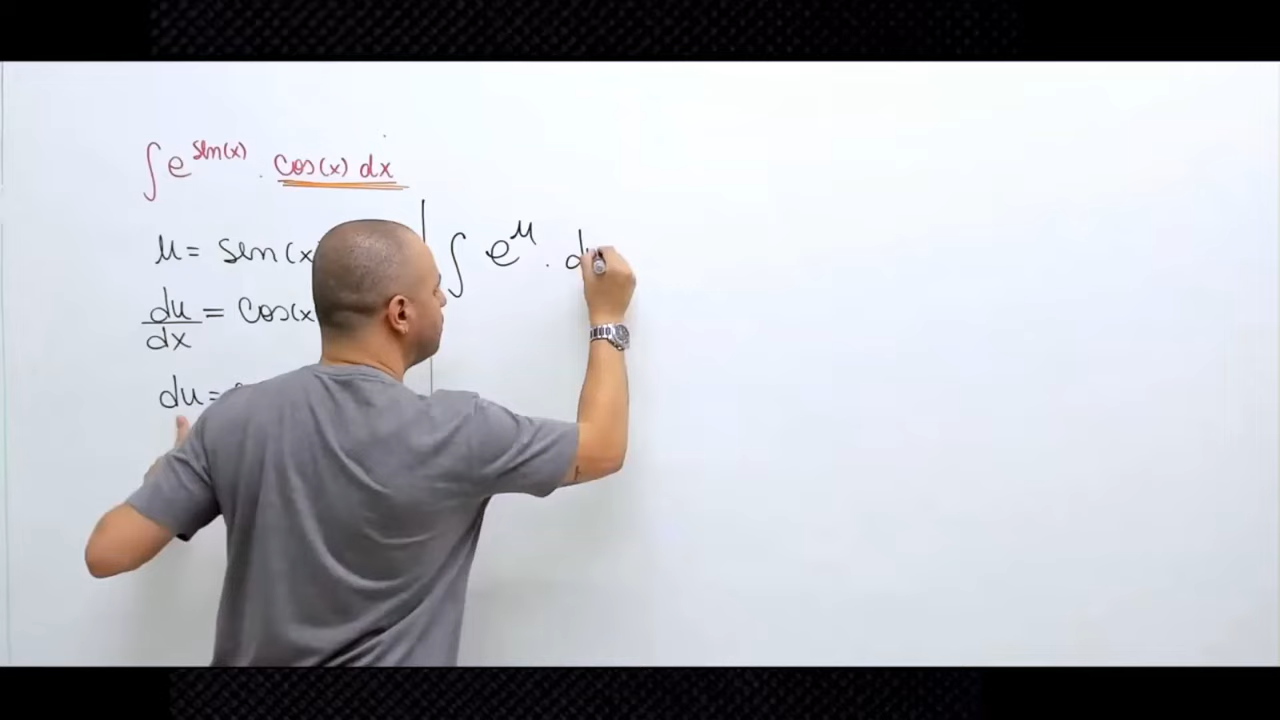 ∫ e^sen(x) . cos(x) dx
u = sen(x
du/dx = cos(x
du =
∫ e^u . d